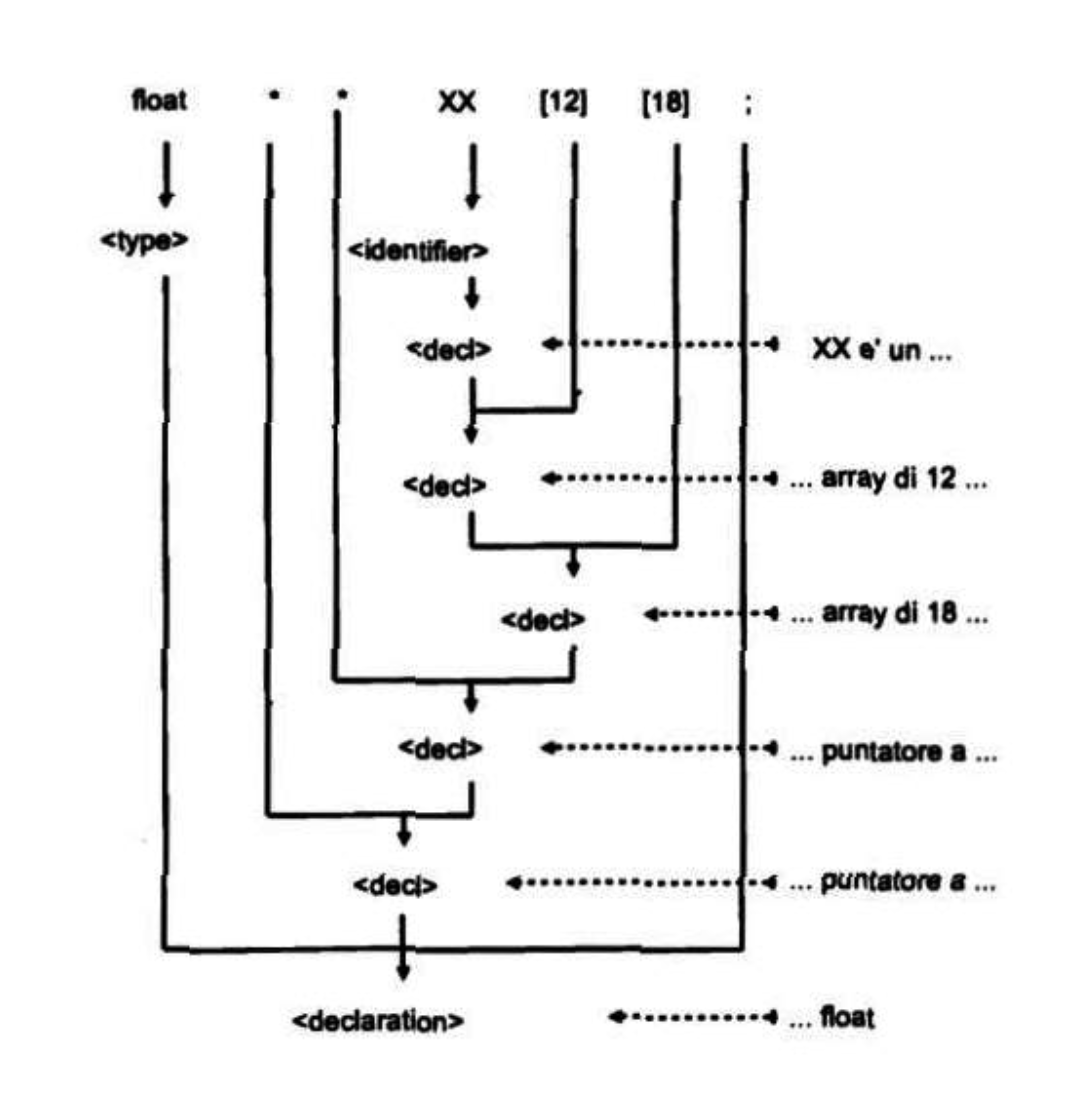 float * * XX [12] [18] ;
<type>
<identifier>
<decl> XX e' un ...
<decl> ... array di 12 ...
<decl> ... array di 18 ...
<decl> ... puntatore a ...
<decl> ... puntatore a ...
<declaration> ... float